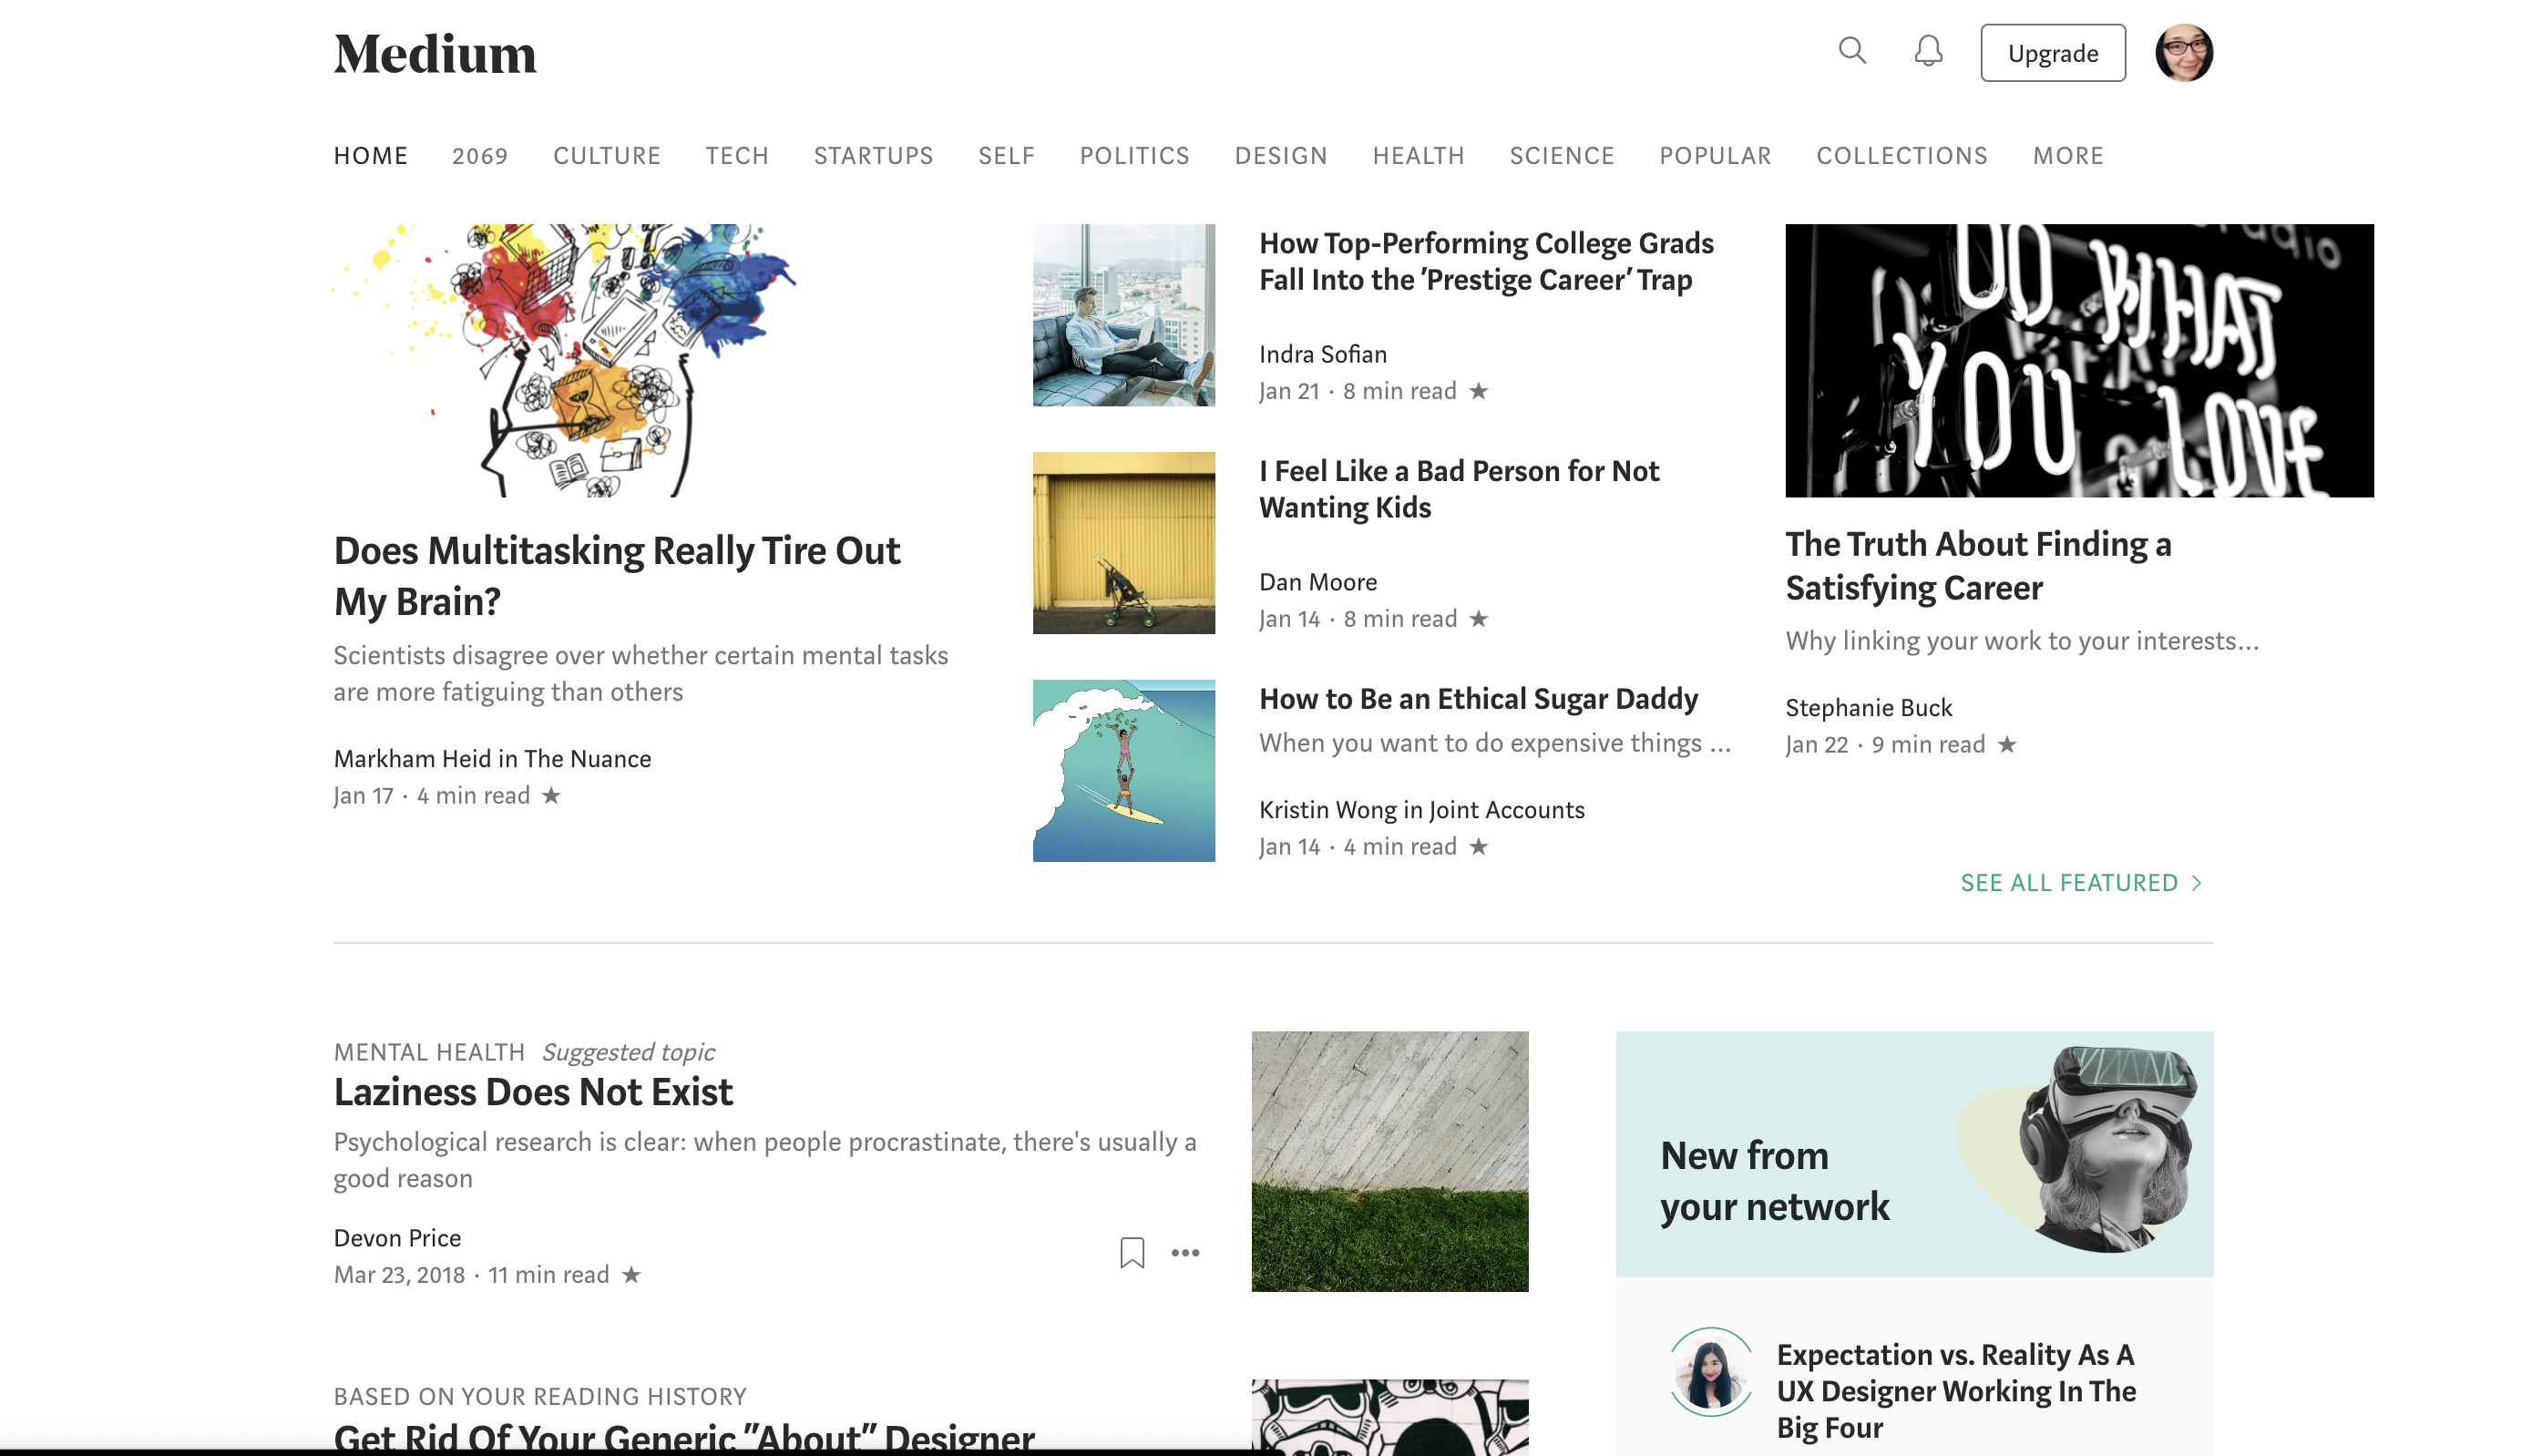 Medium
Upgrade
HOME 2069 CULTURE TECH STARTUPS SELF POLITICS DESIGN HEALTH SCIENCE POPULAR COLLECTIONS MORE
Does Multitasking Really Tire Out
My Brain?
Scientists disagree over whether certain mental tasks
are more fatiguing than others
Markham Heid in The Nuance
Jan 17 · 4 min read ★
How Top-Performing College Grads
Fall Into the 'Prestige Career' Trap
Indra Sofian
Jan 21 · 8 min read ★
I Feel Like a Bad Person for Not
Wanting Kids
Dan Moore
Jan 14 · 8 min read ★
How to Be an Ethical Sugar Daddy
When you want to do expensive things ...
Kristin Wong in Joint Accounts
Jan 14 · 4 min read ★
DO WHAT
YOU LOVE
The Truth About Finding a
Satisfying Career
Why linking your work to your interests...
Stephanie Buck
Jan 22 · 9 min read ★
SEE ALL FEATURED >
MENTAL HEALTH Suggested topic
Laziness Does Not Exist
Psychological research is clear: when people procrastinate, there's usually a
good reason
Devon Price
Mar 23, 2018 · 11 min read ★
BASED ON YOUR READING HISTORY
Get Rid Of Your Generic "About" Designer
New from
your network
Expectation vs. Reality As A
UX Designer Working In The
Big Four